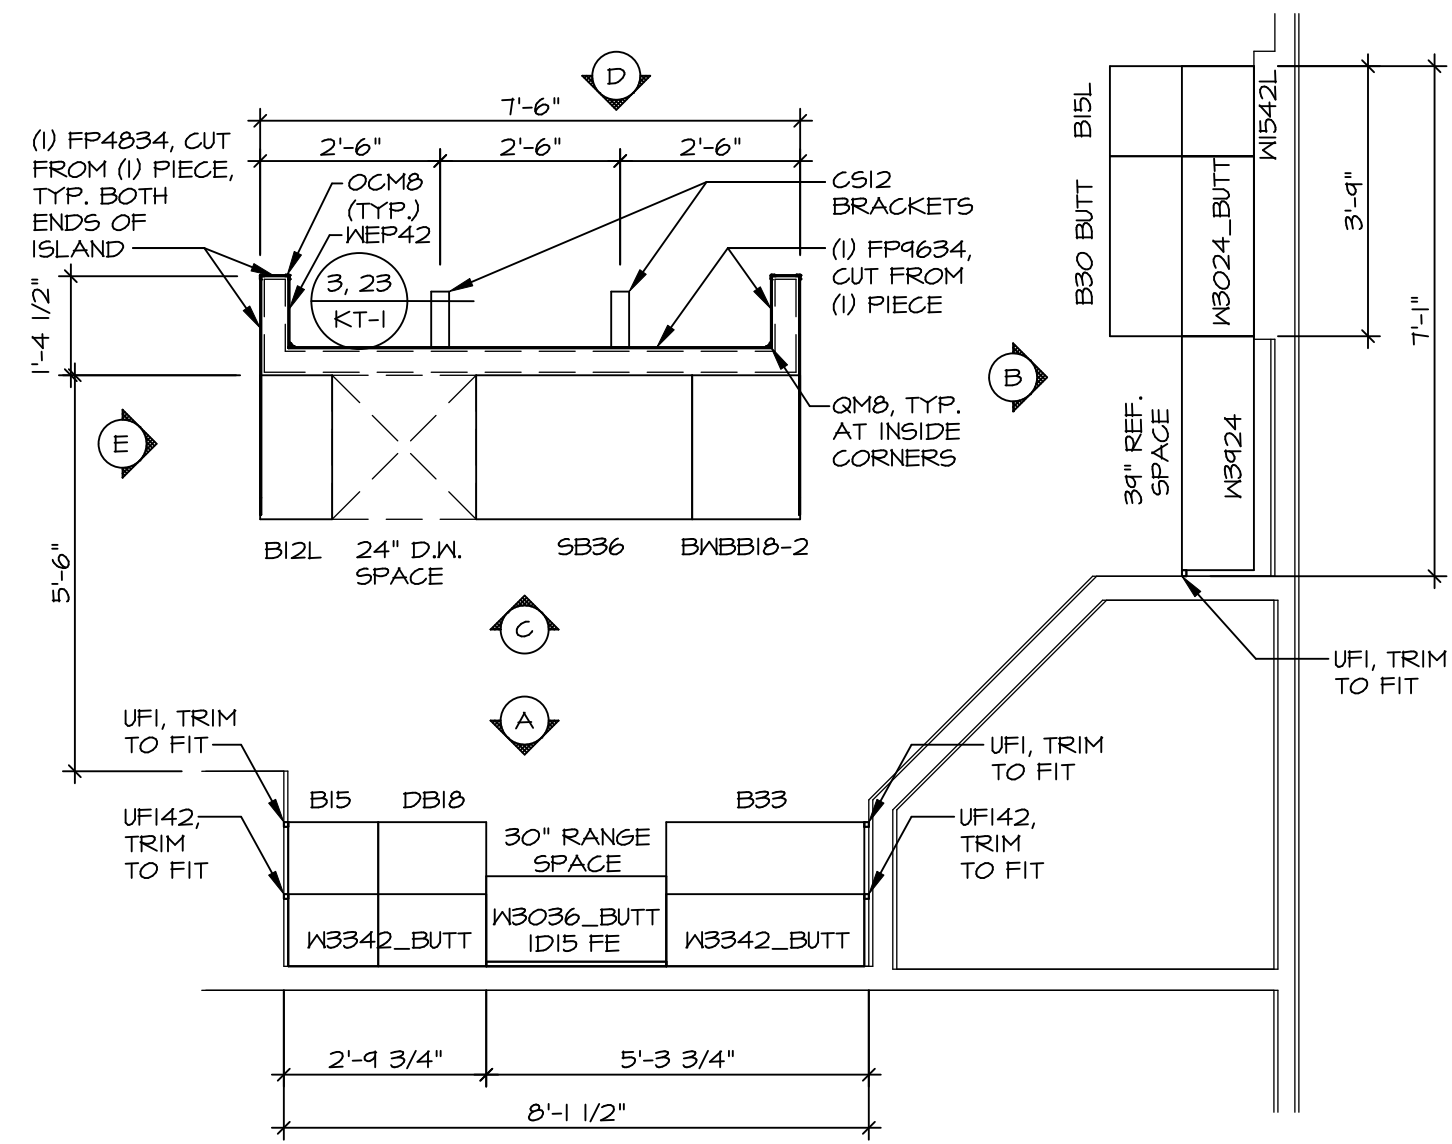 D
7'-6"
2'-6"
2'-6"
2'-6"
(1) FP4834, CUT
FROM (1) PIECE,
TYP. BOTH
ENDS OF
ISLAND
OCM8
(TYP.)
WEP42
3, 23
KT-1
CS12
BRACKETS
(1) FP9634,
CUT FROM
(1) PIECE
1'-4 1/2"
B15L
W1542L
B30 BUTT
W3024_BUTT
3'-9"
7'-1"
B
E
QM8, TYP.
AT INSIDE
CORNERS
39" REF.
SPACE
W3924
B12L
24" D.W.
SPACE
SB36
BWBB18-2
5'-6"
C
A
UF1, TRIM
TO FIT
UF1, TRIM
TO FIT
UF142,
TRIM
TO FIT
B15
DB18
30" RANGE
SPACE
B33
UF1, TRIM
TO FIT
UF142,
TRIM
TO FIT
W3342_BUTT
W3036_BUTT
1D15 FE
W3342_BUTT
2'-9 3/4"
5'-3 3/4"
8'-1 1/2"